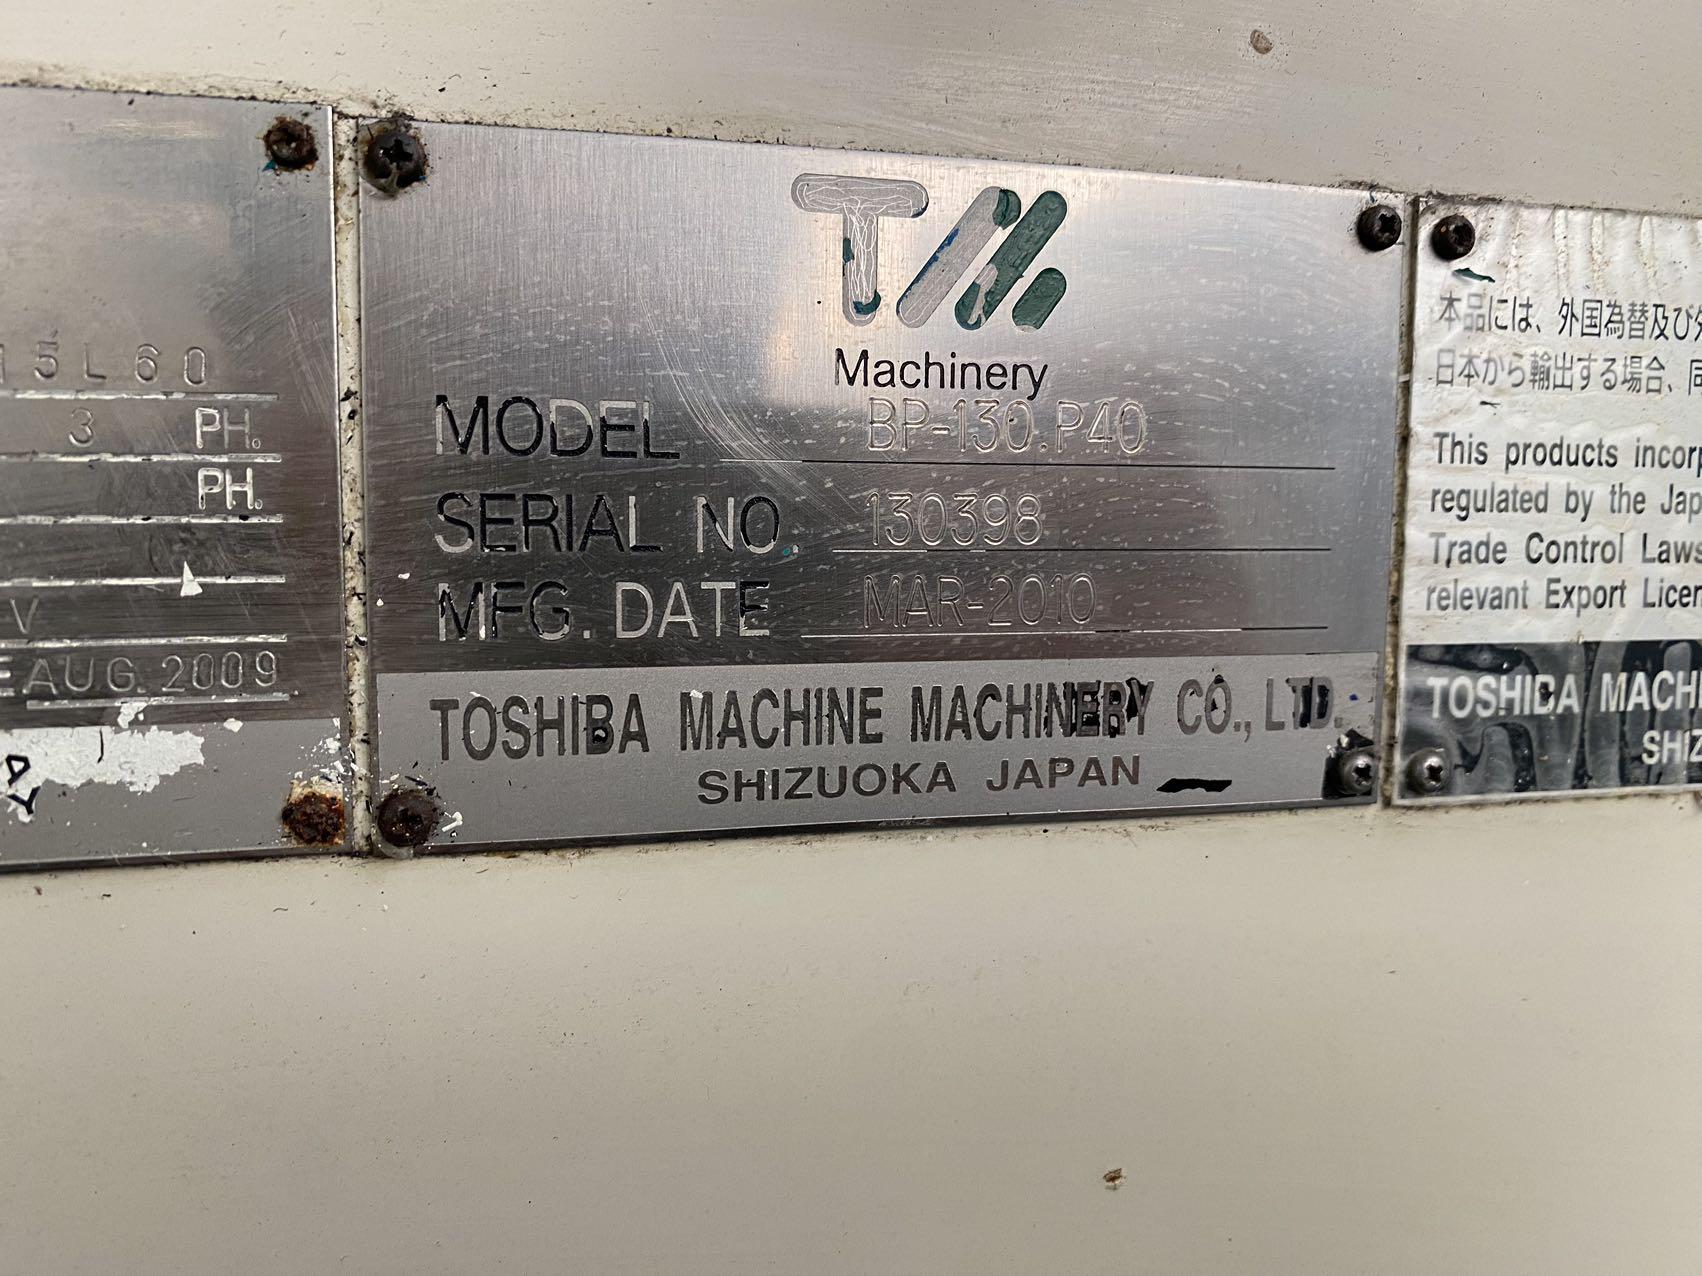 15L60
3 PH.
PH.
V
AUG. 2009
TM
Machinery
MODEL BP-130.P40
SERIAL NO. 130398
MFG. DATE MAR-2010
TOSHIBA MACHINE MACHINERY CO., LTD.
SHIZUOKA JAPAN
本品には、外国為替及び
日本から輸出する場合、同
This products incorp
regulated by the Jap
Trade Control Laws
relevant Export Licen
TOSHIBA MACHI
SHIZ